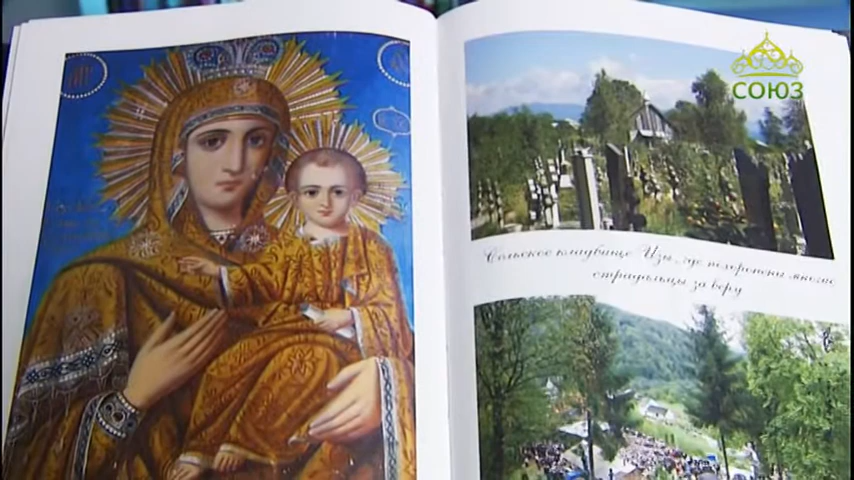 СОЮЗ
Сельское кладбище Изы, где похоронены многие
страдальцы за веру